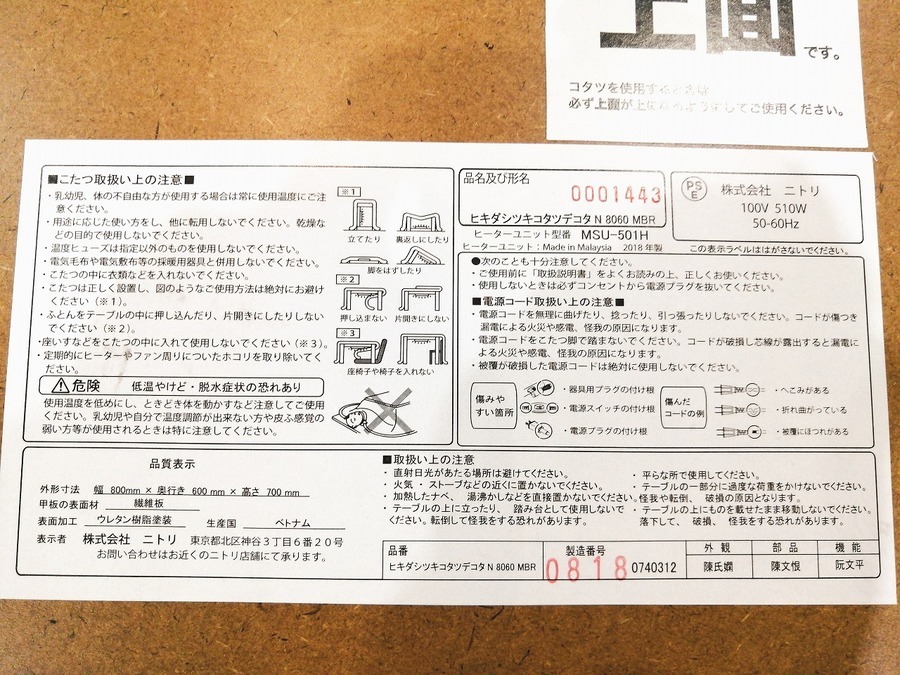 上面
です。
コタツを使用するときは
必ず上面が上になるようにしてご使用ください。
■こたつ取扱い上の注意■
・乳幼児、体の不自由な方が使用する場合は常に使用温度にご注
意ください。
・用途に応じた使い方をし、他に転用しないでください。乾燥な
どの目的で使用しないでください。
・温度ヒューズは指定以外のものを使用しないでください。
・電気毛布や電気敷布等の採暖用器具と併用しないでください。
・こたつの中に衣類などを入れないでください。
・こたつは正しく設置し、図のようなご使用方法は絶対にお避け
ください(※1)。
・ふとんをテーブルの中に押し込んだり、片開きにしたりしない
でください(※2)。
・座いすなどをこたつの中に入れて使用しないでください(※3)。
・定期的にヒーターやファン周りについたホコリを取り除いてく
ださい。
※1
立てたり
裏返しにしたり
脚をはずしたり
※2
押し込まない
片開きにしない
※3
座椅子や椅子を入れない
危険 低温やけど・脱水症状の恐れあり
使用温度を低めにし、ときどき体を動かすなど注意してご使用
ください。乳幼児や自分で温度調節が出来ない方や皮ふ感覚の
弱い方等が使用されるときは特に注意してください。
品名及び形名
0001443
ヒキダシツキコタツデコタ N 8060 MBR
ヒーターユニット型番 MSU-501H
ヒーターユニット:Made in Malaysia 2018年製
PSE
株式会社 ニトリ
100V 510W
50-60Hz
この表示ラベルははがさないでください。
●次のことも十分注意してください。
・ご使用前に「取扱説明書」をよくお読みの上、正しくお使いください。
・使用しないときは必ずコンセントから電源プラグを抜いてください。
■電源コード取扱い上の注意■
・電源コードを無理に曲げたり、捻ったり、引っ張ったりしないでください。コードが傷つき
漏電による火災や感電、怪我の原因になります。
・電源コードをこたつ脚で踏まないでください。コードが破損し芯線が露出すると漏電に
よる火災や感電、怪我の原因になります。
・被覆が破損した電源コードは絶対に使用しないでください。
傷みや
すい箇所
・器具用プラグの付け根
・電源スイッチの付け根
・電源プラグの付け根
傷んだ
コードの例
・へこみがある
・折れ曲がっている
・被覆にほつれがある
品質表示
外形寸法 幅 800mm × 奥行き 600 mm × 高さ 700 mm
甲板の表面材 繊維板
表面加工 ウレタン樹脂塗装 生産国 ベトナム
表示者 株式会社 ニトリ 東京都北区神谷3丁目6番20号
お問い合わせはお近くのニトリ店舗にて承ります。
■取扱い上の注意
・直射日光があたる場所は避けてください。
・火気・ストーブなどの近くに置かないでください。
・加熱したナベ、湯沸かしなどを直接置かないでください。
・テーブルの上に立ったり、踏み台として使用しないで
ください。転倒して怪我をする恐れがあります。
・平らな所で使用してください。
・テーブルの一部分に過度な荷重をかけないでください。
怪我や転倒、破損の原因となります。
・テーブルの上にものを載せたまま移動しないでください。
落下して、破損、怪我をする恐れがあります。
品番
ヒキダシツキコタツデコタ N 8060 MBR
製造番号
0818 0740312
外観 部品 機能
陳氏嫻 陳文恨 阮文平